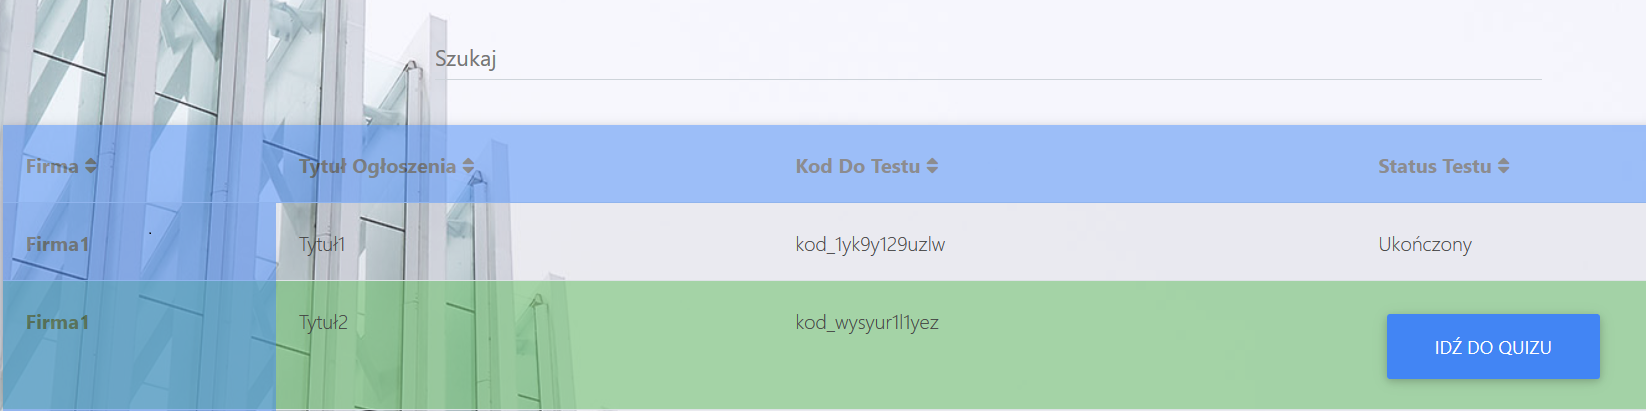 Szukaj
Firma Tytuł Ogłoszenia Kod Do Testu Status Testu
Firma1 Tytuł1 kod_1yk9y129uzlw Ukończony
Firma1 Tytuł2 kod_wysyur1l1yez IDŹ DO QUIZU